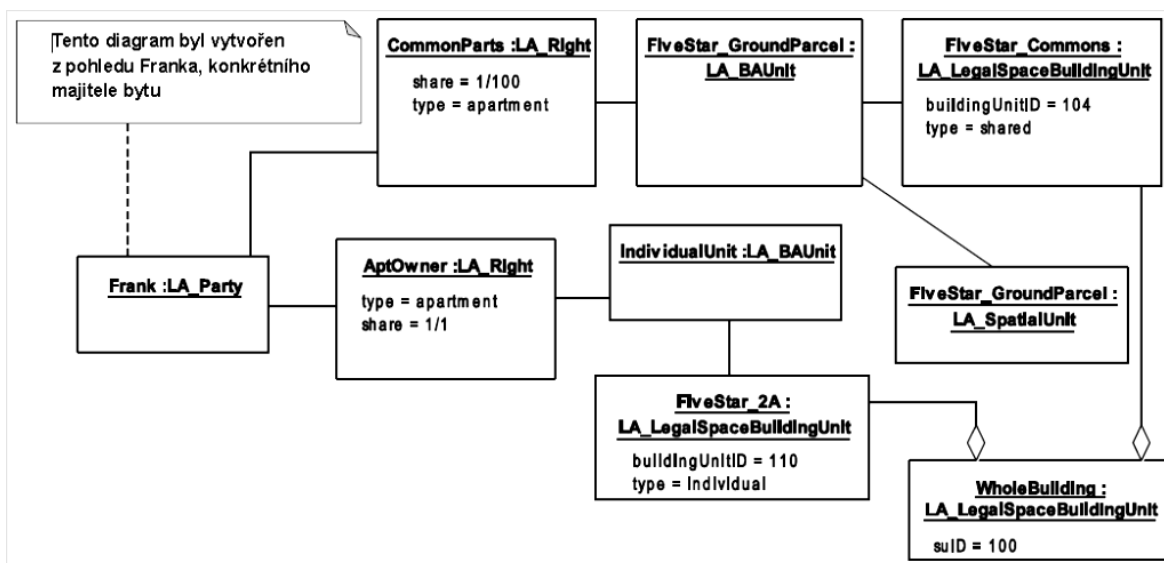 Tento diagram byl vytvořen
z pohledu Franka, konkrétního
majitele bytu
CommonParts :LA_Right
share = 1/100
type = apartment
FiveStar_GroundParcel :
LA_BAUnit
FiveStar_Commons :
LA_LegalSpaceBuildingUnit
buildingUnitID = 104
type = shared
Frank :LA_Party
AptOwner :LA_Right
type = apartment
share = 1/1
IndividualUnit :LA_BAUnit
FiveStar_GroundParcel :
LA_SpatialUnit
FiveStar_2A :
LA_LegalSpaceBuildingUnit
buildingUnitID = 110
type = individual
WholeBuilding :
LA_LegalSpaceBuildingUnit
suID = 100